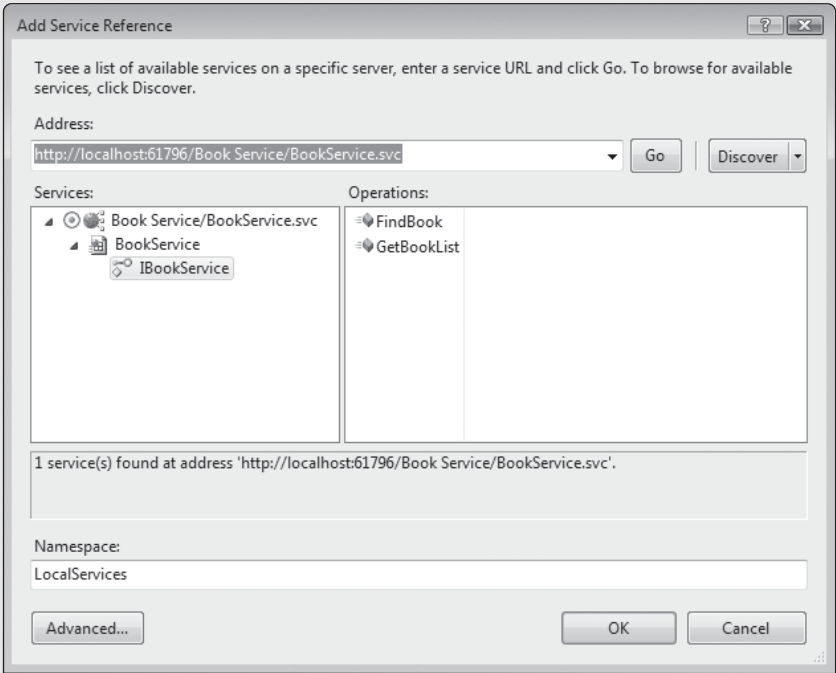 Add Service Reference
To see a list of available services on a specific server, enter a service URL and click Go. To browse for available
services, click Discover.
Address:
http://localhost:61796/Book Service/BookService.svc
Go
Discover
Services:
Operations:
Book Service/BookService.svc
BookService
IBookService
FindBook
GetBookList
1 service(s) found at address 'http://localhost:61796/Book Service/BookService.svc'.
Namespace:
LocalServices
Advanced...
OK
Cancel